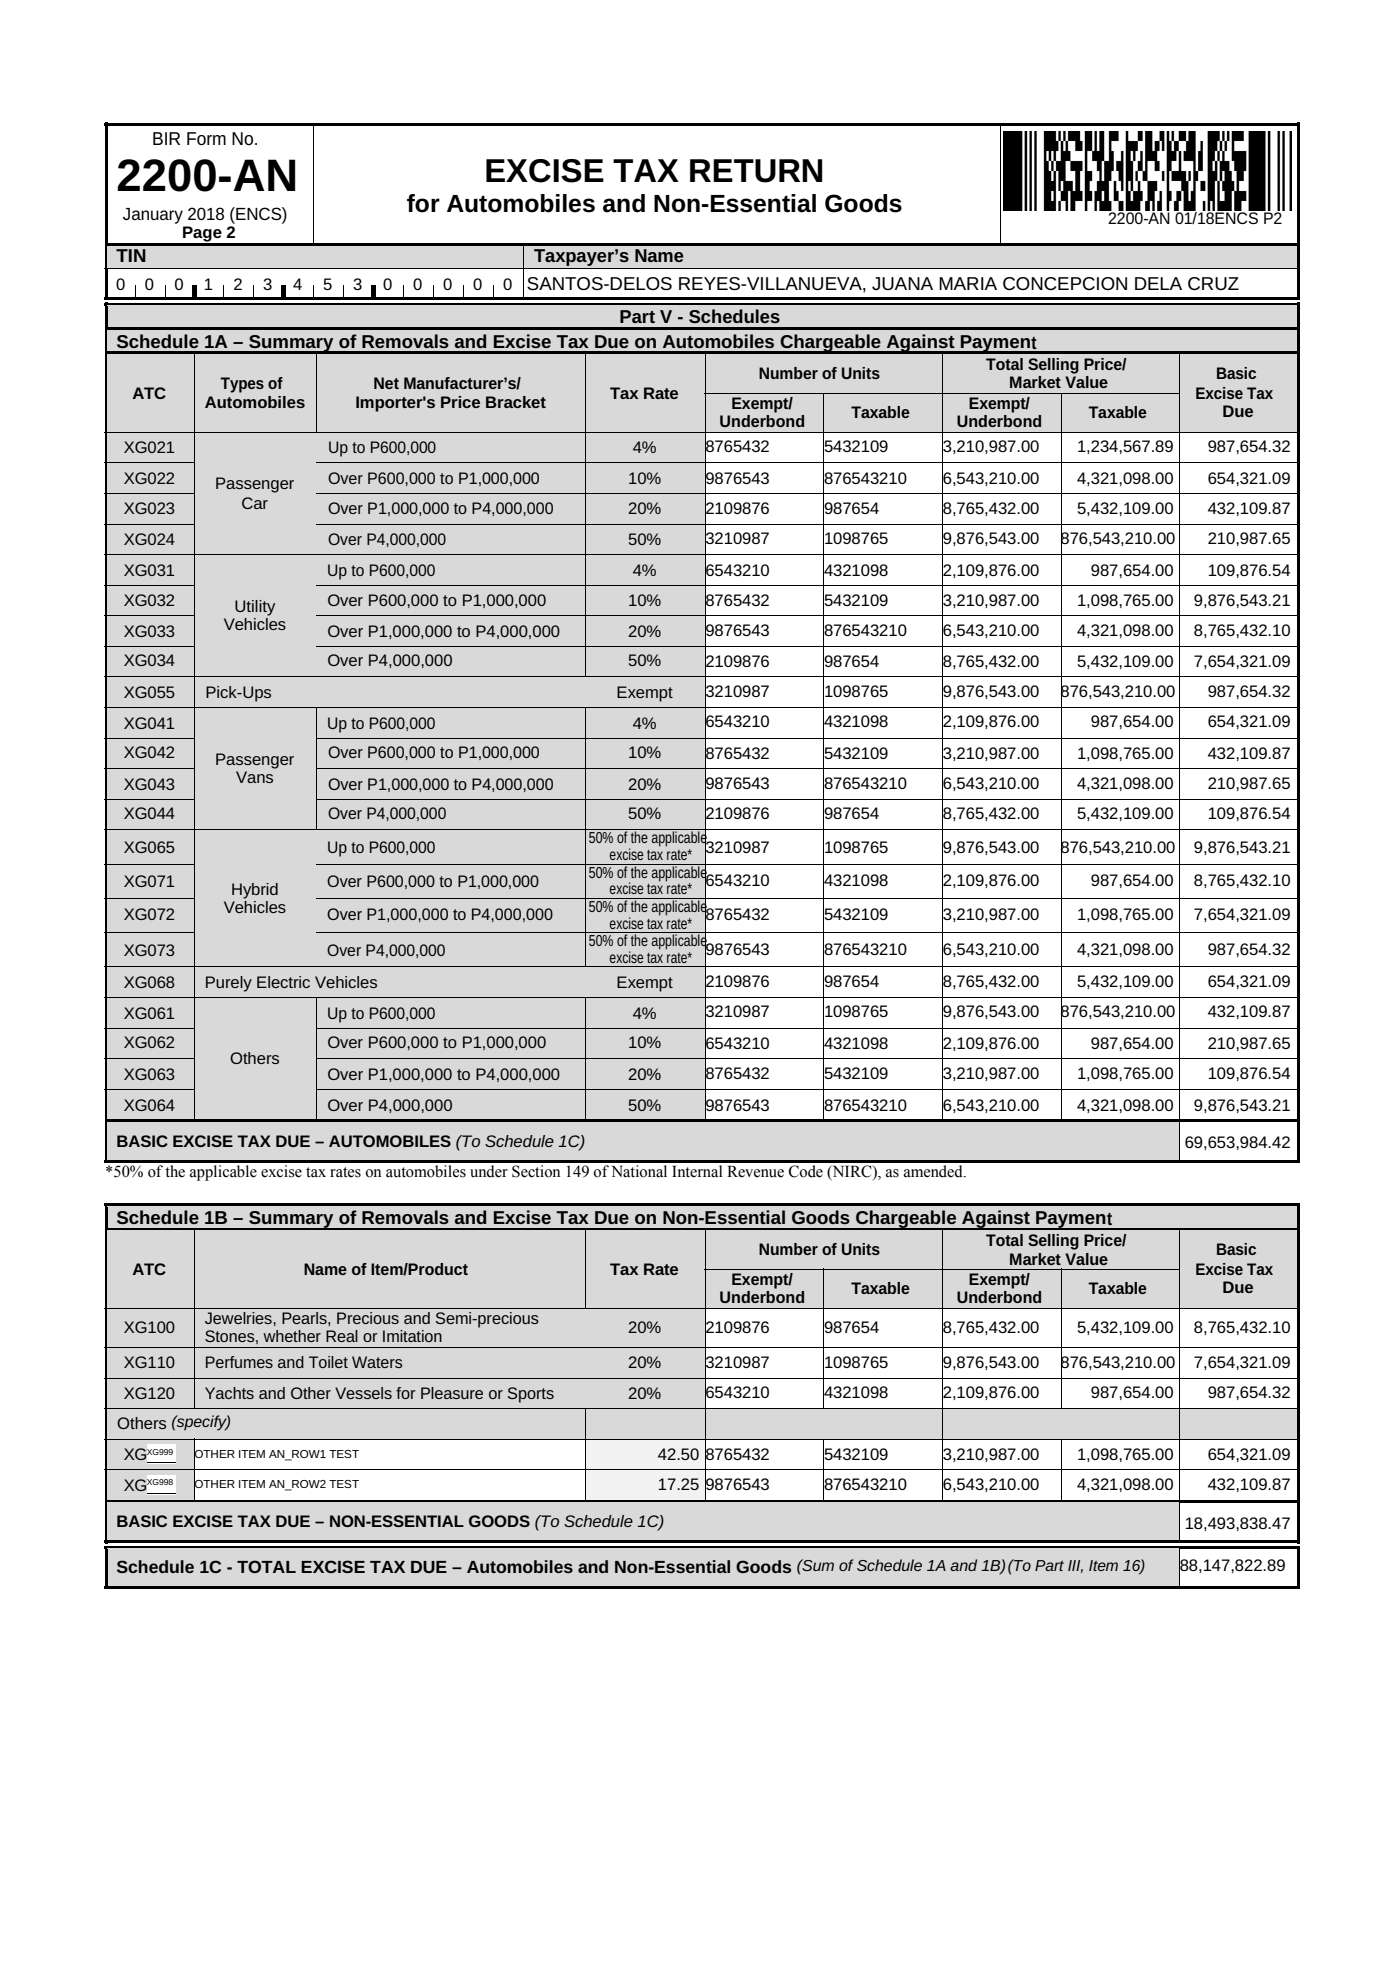 BIR Form No.
2200-AN
January 2018 (ENCS)
Page 2
EXCISE TAX RETURN
for Automobiles and Non-Essential Goods
2200-AN 01/18ENCS P2
TIN
Taxpayer’s Name
0 0 0 1 2 3 4 5 3 0 0 0 0 0
SANTOS-DELOS REYES-VILLANUEVA, JUANA MARIA CONCEPCION DELA CRUZ
Part V - Schedules
Schedule 1A – Summary of Removals and Excise Tax Due on Automobiles Chargeable Against Payment
ATC
Types of
Automobiles
Net Manufacturer’s/
Importer's Price Bracket
Tax Rate
Number of Units
Total Selling Price/
Market Value
Basic
Excise Tax
Due
Exempt/
Underbond
Taxable
Exempt/
Underbond
Taxable
Passenger
Car
XG021 Up to P600,000 4% 8765432 5432109 3,210,987.00 1,234,567.89 987,654.32
XG022 Over P600,000 to P1,000,000 10% 9876543 876543210 6,543,210.00 4,321,098.00 654,321.09
XG023 Over P1,000,000 to P4,000,000 20% 2109876 987654 8,765,432.00 5,432,109.00 432,109.87
XG024 Over P4,000,000 50% 3210987 1098765 9,876,543.00 876,543,210.00 210,987.65
Utility
Vehicles
XG031 Up to P600,000 4% 6543210 4321098 2,109,876.00 987,654.00 109,876.54
XG032 Over P600,000 to P1,000,000 10% 8765432 5432109 3,210,987.00 1,098,765.00 9,876,543.21
XG033 Over P1,000,000 to P4,000,000 20% 9876543 876543210 6,543,210.00 4,321,098.00 8,765,432.10
XG034 Over P4,000,000 50% 2109876 987654 8,765,432.00 5,432,109.00 7,654,321.09
XG055 Pick-Ups Exempt 3210987 1098765 9,876,543.00 876,543,210.00 987,654.32
Passenger
Vans
XG041 Up to P600,000 4% 6543210 4321098 2,109,876.00 987,654.00 654,321.09
XG042 Over P600,000 to P1,000,000 10% 8765432 5432109 3,210,987.00 1,098,765.00 432,109.87
XG043 Over P1,000,000 to P4,000,000 20% 9876543 876543210 6,543,210.00 4,321,098.00 210,987.65
XG044 Over P4,000,000 50% 2109876 987654 8,765,432.00 5,432,109.00 109,876.54
Hybrid
Vehicles
XG065 Up to P600,000 50% of the applicable excise tax rate* 3210987 1098765 9,876,543.00 876,543,210.00 9,876,543.21
XG071 Over P600,000 to P1,000,000 50% of the applicable excise tax rate* 6543210 4321098 2,109,876.00 987,654.00 8,765,432.10
XG072 Over P1,000,000 to P4,000,000 50% of the applicable excise tax rate* 8765432 5432109 3,210,987.00 1,098,765.00 7,654,321.09
XG073 Over P4,000,000 50% of the applicable excise tax rate* 9876543 876543210 6,543,210.00 4,321,098.00 987,654.32
XG068 Purely Electric Vehicles Exempt 2109876 987654 8,765,432.00 5,432,109.00 654,321.09
Others
XG061 Up to P600,000 4% 3210987 1098765 9,876,543.00 876,543,210.00 432,109.87
XG062 Over P600,000 to P1,000,000 10% 6543210 4321098 2,109,876.00 987,654.00 210,987.65
XG063 Over P1,000,000 to P4,000,000 20% 8765432 5432109 3,210,987.00 1,098,765.00 109,876.54
XG064 Over P4,000,000 50% 9876543 876543210 6,543,210.00 4,321,098.00 9,876,543.21
BASIC EXCISE TAX DUE – AUTOMOBILES (To Schedule 1C) 69,653,984.42
*50% of the applicable excise tax rates on automobiles under Section 149 of National Internal Revenue Code (NIRC), as amended.
Schedule 1B – Summary of Removals and Excise Tax Due on Non-Essential Goods Chargeable Against Payment
ATC
Name of Item/Product
Tax Rate
Number of Units
Total Selling Price/
Market Value
Basic
Excise Tax
Due
Exempt/
Underbond
Taxable
Exempt/
Underbond
Taxable
XG100 Jewelries, Pearls, Precious and Semi-precious
Stones, whether Real or Imitation 20% 2109876 987654 8,765,432.00 5,432,109.00 8,765,432.10
XG110 Perfumes and Toilet Waters 20% 3210987 1098765 9,876,543.00 876,543,210.00 7,654,321.09
XG120 Yachts and Other Vessels for Pleasure or Sports 20% 6543210 4321098 2,109,876.00 987,654.00 987,654.32
Others (specify)
XG XG999 OTHER ITEM AN_ROW1 TEST 42.50 8765432 5432109 3,210,987.00 1,098,765.00 654,321.09
XG XG998 OTHER ITEM AN_ROW2 TEST 17.25 9876543 876543210 6,543,210.00 4,321,098.00 432,109.87
BASIC EXCISE TAX DUE – NON-ESSENTIAL GOODS (To Schedule 1C) 18,493,838.47
Schedule 1C - TOTAL EXCISE TAX DUE – Automobiles and Non-Essential Goods (Sum of Schedule 1A and 1B)(To Part III, Item 16) 88,147,822.89